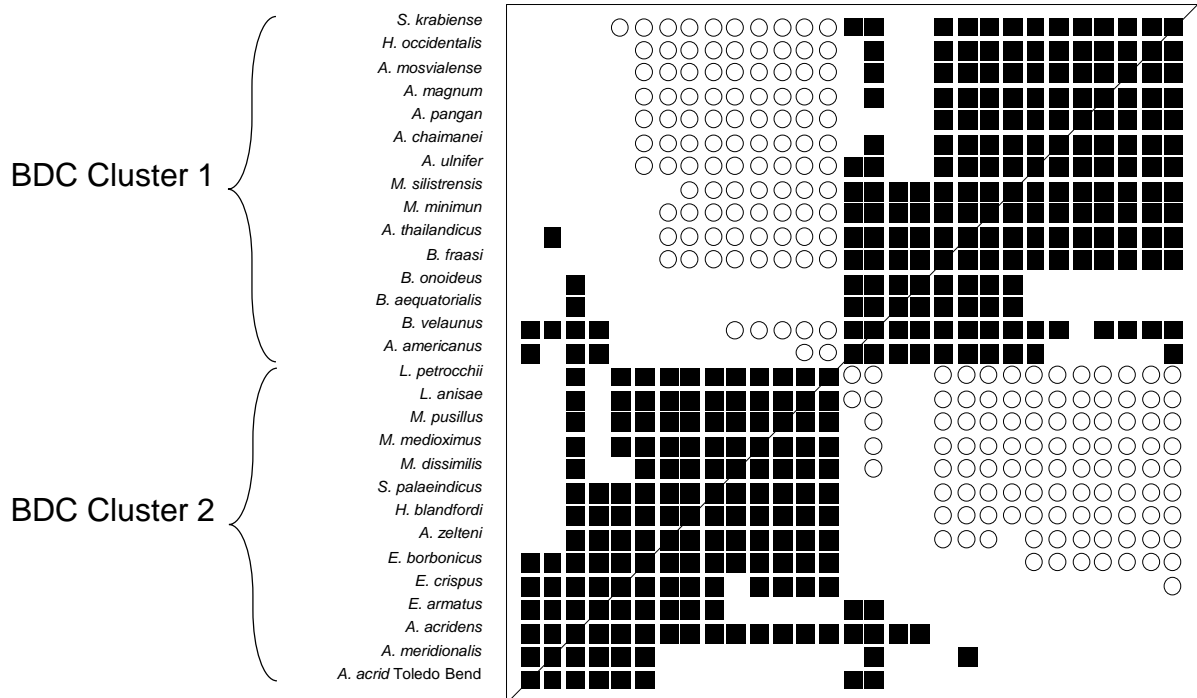 S. krabiense
H. occidentalis
A. mosvialense
A. magnum
A. pangan
A. chaimanei
A. ulnifer
BDC Cluster 1
M. silistrensis
M. minimun
A. thailandicus
B. fraasi
B. onoideus
B. aequatorialis
B. velaunus
A. americanus
L. petrocchii
L. anisae
M. pusillus
M. medioximus
M. dissimilis
S. palaeindicus
BDC Cluster 2
H. blandfordi
A. zelteni
E. borbonicus
E. crispus
E. armatus
A. acridens
A. meridionalis
A. acrid Toledo Bend